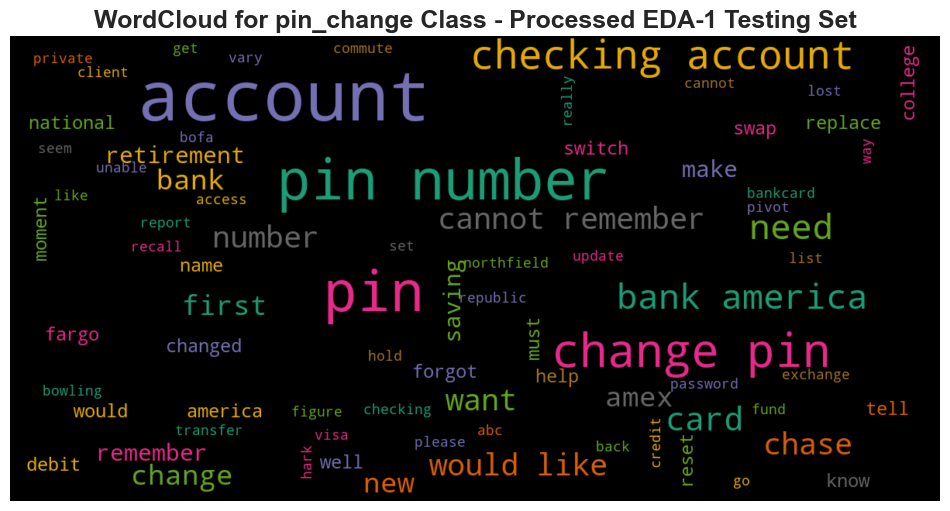 WordCloud for pin_change Class - Processed EDA-1 Testing Set
private
get
vary
commute
checking account
college
client
account
really
cannot
lost
national
bofa
swap
replace
seem
retirement
switch
way
unable
bank
pin number
make
like
access
bankcard
pivot
moment
report
number
cannot remember
need
recall
set
name
northfield
update
list
first
pin
saving
republic
bank america
fargo
changed
must
change pin
hold
forgot
help
password
exchange
bowling
would
america
figure
checking
want
amex
card
fund
tell
transfer
visa
abc
please
back
credit
reset
chase
remember
debit
change
hark
well
would like
new
go
know